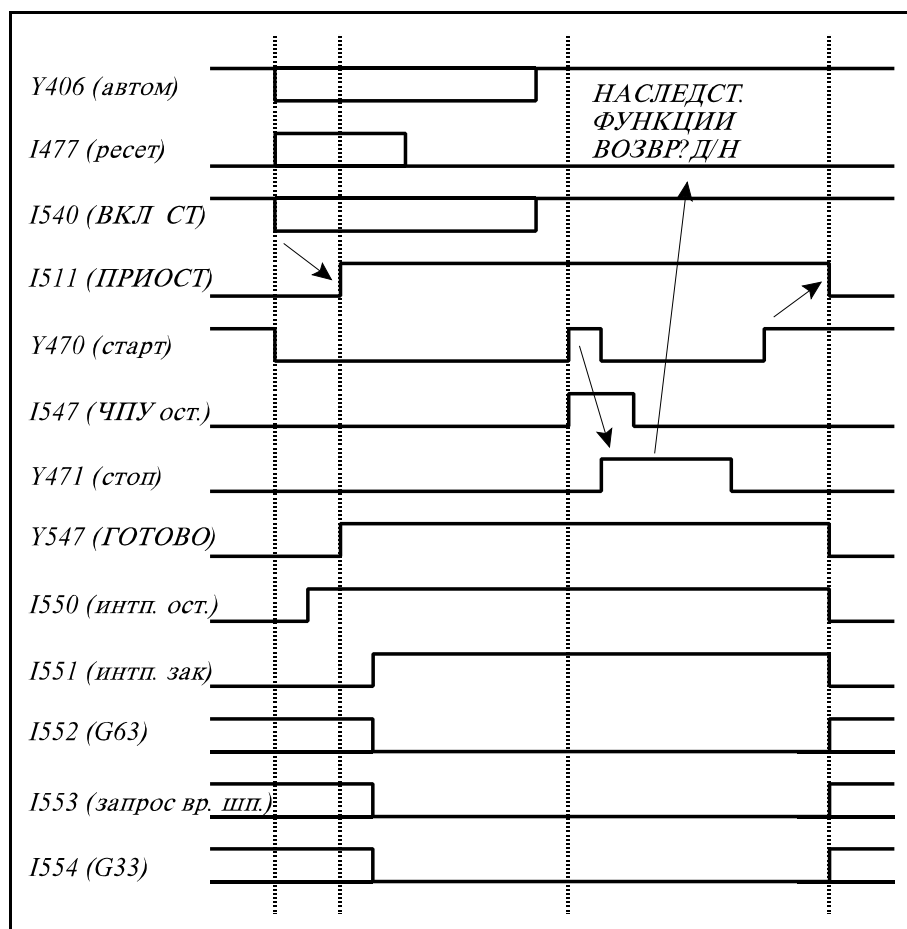 Y406 (автом)
НАСЛЕДСТ.
ФУНКЦИИ
ВОЗВР? Д/Н
I477 (ресет)
I540 (ВКЛ СТ)
I511 (ПРИОСТ)
Y470 (старт)
I547 (ЧПУ ост.)
Y471 (стоп)
Y547 (ГОТОВО)
I550 (интп. ост.)
I551 (интп. зак)
I552 (G63)
I553 (запрос вр. шп.)
I554 (G33)